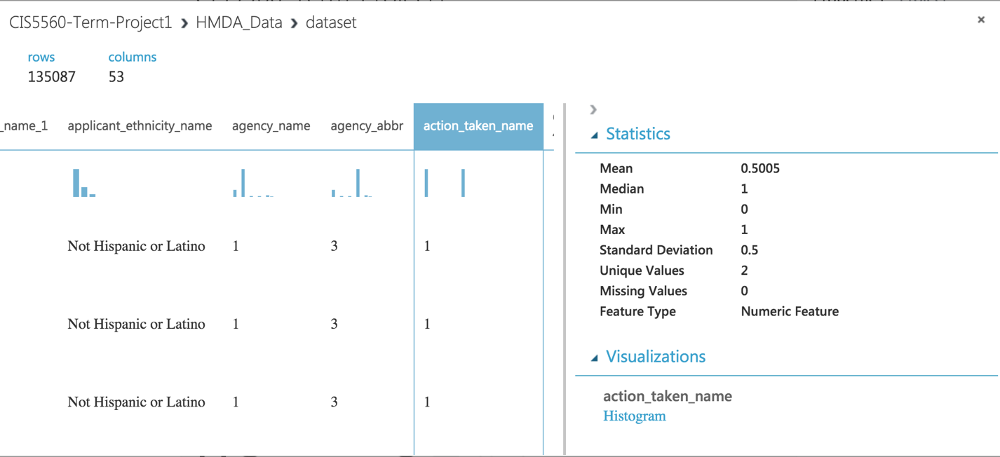 CIS5560-Term-Project1 ❯ HMDA_Data ❯ dataset
rows columns
135087 53
_name_1 applicant_ethnicity_name agency_name agency_abbr action_taken_name
Not Hispanic or Latino 1 3 1
Not Hispanic or Latino 1 3 1
Not Hispanic or Latino 1 3 1
Statistics
Mean 0.5005
Median 1
Min 0
Max 1
Standard Deviation 0.5
Unique Values 2
Missing Values 0
Feature Type Numeric Feature
Visualizations
action_taken_name
Histogram